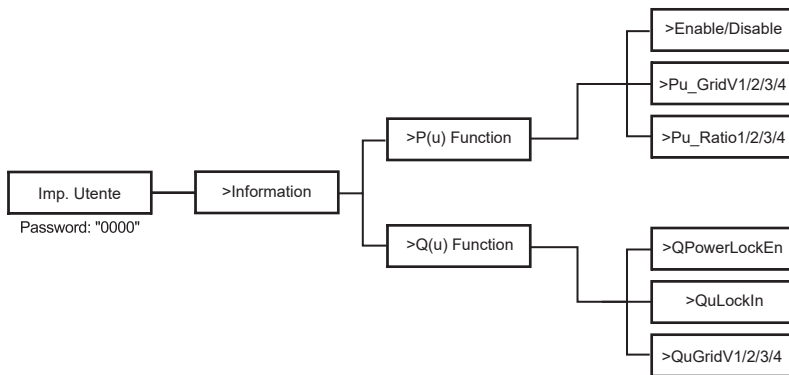 >Enable/Disable
>Pu_GridV1/2/3/4
>P(u) Function
>Pu_Ratio1/2/3/4
Imp. Utente
>Information
Password: "0000"
>Q(u) Function
>QPowerLockEn
>QuLockIn
>QuGridV1/2/3/4